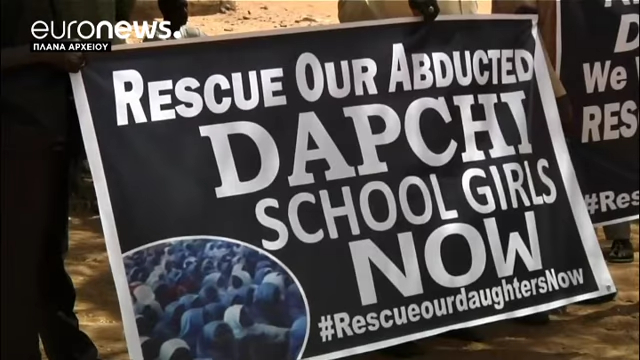 euronews.
ΠΛΑΝΑ ΑΡΧΕΙΟΥ
RESCUE OUR ABDUCTED
DAPCHI
SCHOOL GIRLS
NOW
#RescueourdaughtersNow
We
RES
#Res